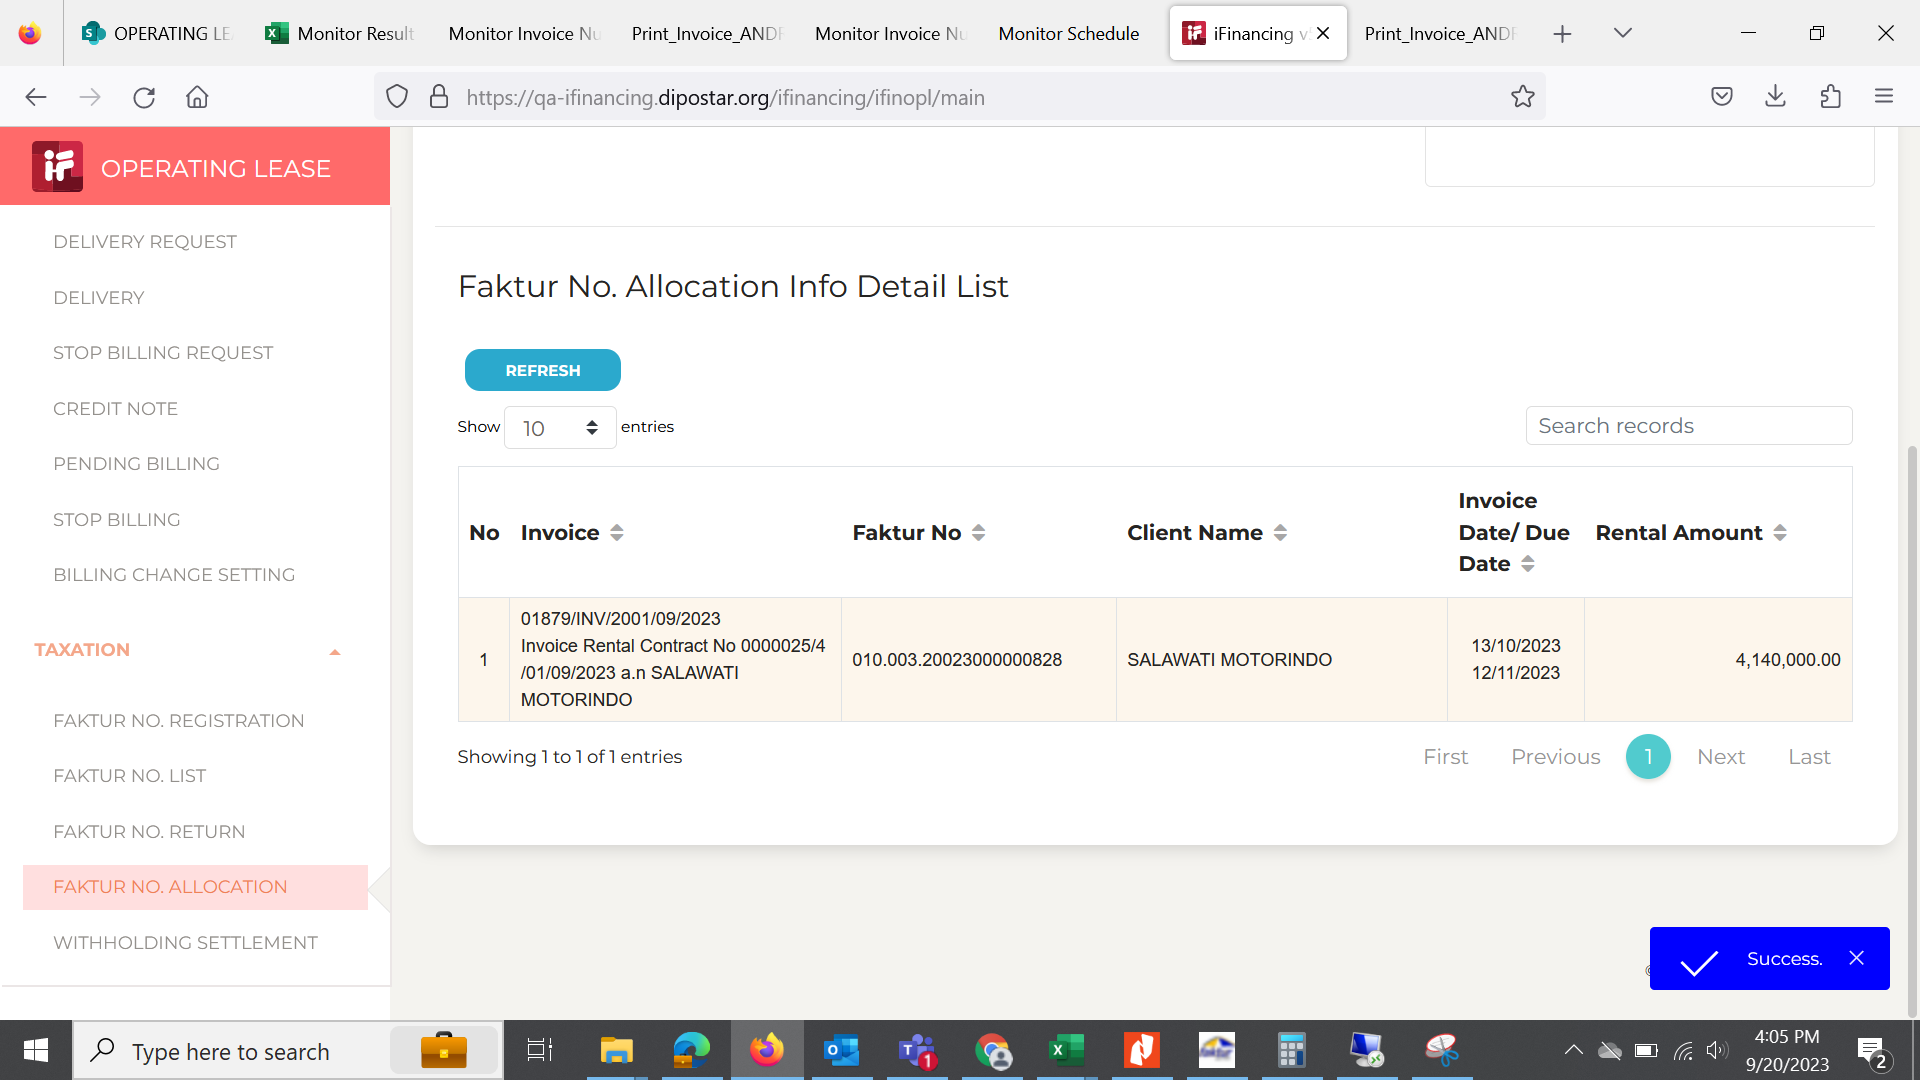 OPERATING LE
Monitor Result
Monitor Invoice Nu
Print_Invoice_ANDR
Monitor Invoice Nu
Monitor Schedule
iFinancing v5
Print_Invoice_ANDR
https://qa-ifinancing.dipostar.org/ifinancing/ifinopl/main
iF OPERATING LEASE
DELIVERY REQUEST
DELIVERY
STOP BILLING REQUEST
CREDIT NOTE
PENDING BILLING
STOP BILLING
BILLING CHANGE SETTING
TAXATION
FAKTUR NO. REGISTRATION
FAKTUR NO. LIST
FAKTUR NO. RETURN
FAKTUR NO. ALLOCATION
WITHHOLDING SETTLEMENT
Faktur No. Allocation Info Detail List
REFRESH
Show 10 entries
Search records
No Invoice Faktur No Client Name Invoice Date/ Due Date Rental Amount
1
01879/INV/2001/09/2023
Invoice Rental Contract No 0000025/4
/01/09/2023 a.n SALAWATI
MOTORINDO
010.003.20023000000828
SALAWATI MOTORINDO
13/10/2023
12/11/2023
4,140,000.00
Showing 1 to 1 of 1 entries
First Previous 1 Next Last
Success.
Type here to search
1
4:05 PM
9/20/2023
2